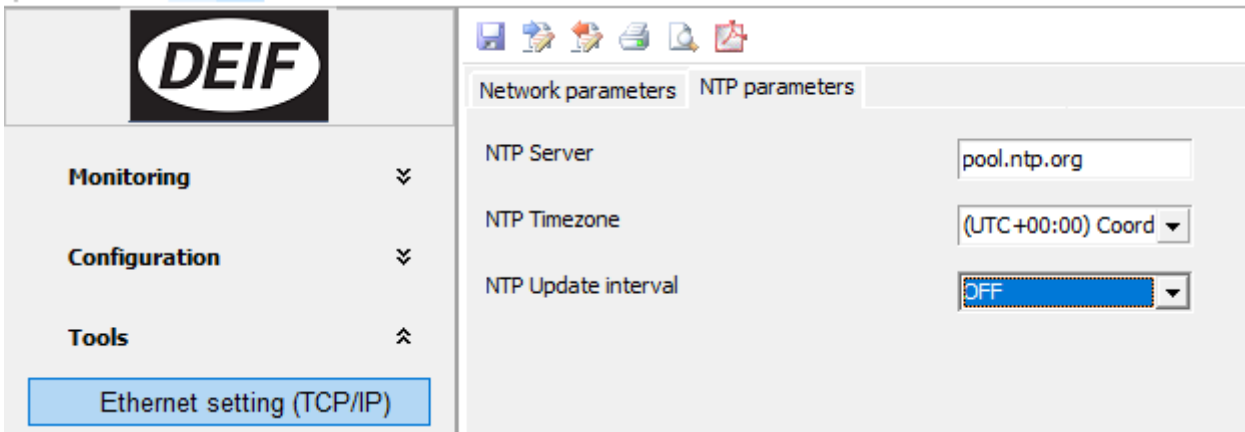 DEIF
Monitoring
Configuration
Tools
Ethernet setting (TCP/IP)
Network parameters NTP parameters
NTP Server pool.ntp.org
NTP Timezone (UTC+00:00) Coord
NTP Update interval OFF